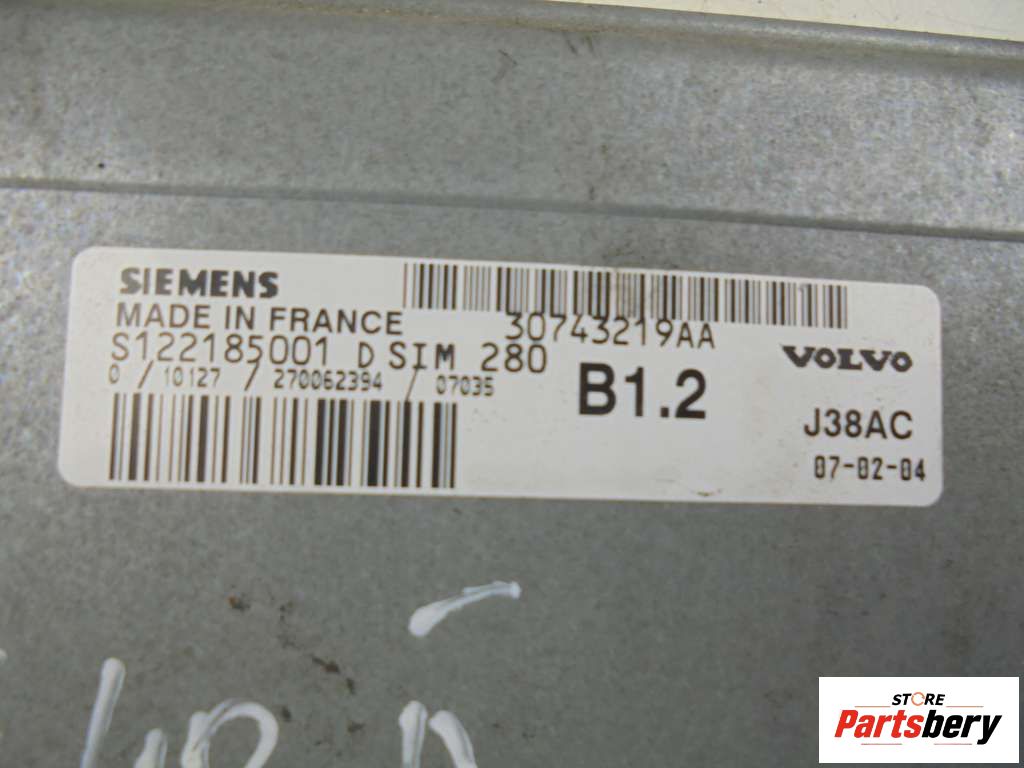 SIEMENS
MADE IN FRANCE 30743219AA
S122185001 D SIM 280
0 / 10127 / 270062394 / 07035
B1.2
VOLVO
J38AC
07-02-04
STORE
Partsbery